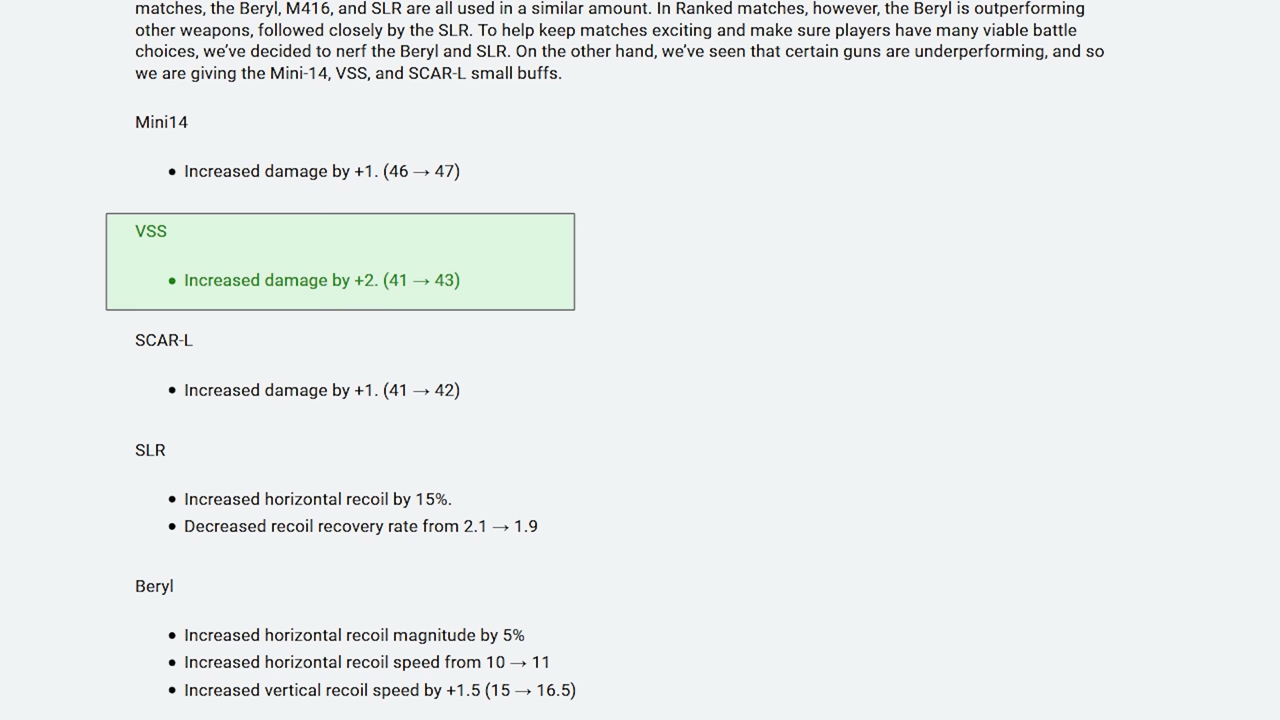 matches, the Beryl, M416, and SLR are all used in a similar amount. In Ranked matches, however, the Beryl is outperforming
other weapons, followed closely by the SLR. To help keep matches exciting and make sure players have many viable battle
choices, we’ve decided to nerf the Beryl and SLR. On the other hand, we’ve seen that certain guns are underperforming, and so
we are giving the Mini-14, VSS, and SCAR-L small buffs.
Mini14
• Increased damage by +1. (46 → 47)
VSS
• Increased damage by +2. (41 → 43)
SCAR-L
• Increased damage by +1. (41 → 42)
SLR
• Increased horizontal recoil by 15%.
• Decreased recoil recovery rate from 2.1 → 1.9
Beryl
• Increased horizontal recoil magnitude by 5%
• Increased horizontal recoil speed from 10 → 11
• Increased vertical recoil speed by +1.5 (15 → 16.5)